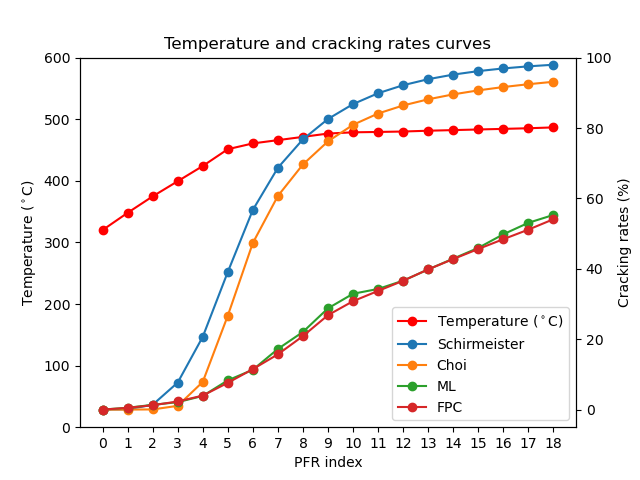 Temperature and cracking rates curves
600
500
400
300
200
100
0
Temperature (°C)
100
80
60
40
20
0
Cracking rates (%)
Temperature (°C)
Schirmeister
Choi
ML
FPC
0 1 2 3 4 5 6 7 8 9 10 11 12 13 14 15 16 17 18
PFR index